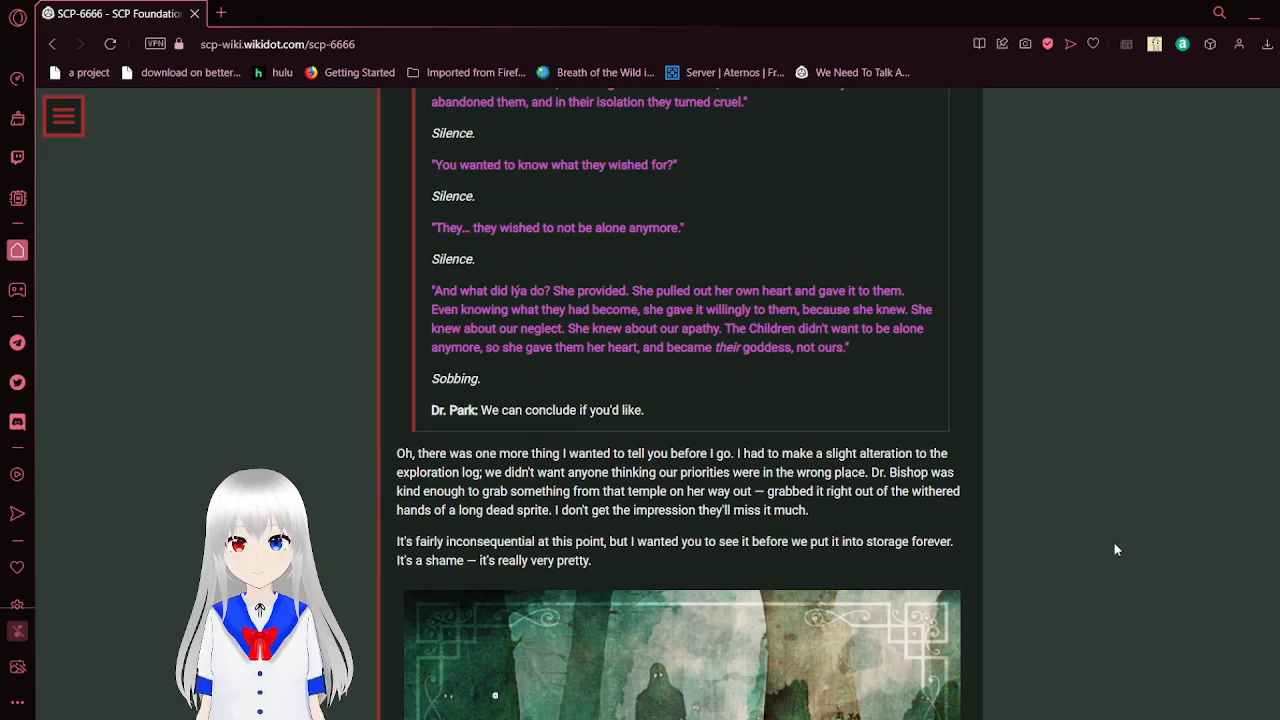 SCP-6666 - SCP Foundation
VPN
scp-wiki.wikidot.com/scp-6666
a project
download on better...
hulu
Getting Started
Imported from Firef...
Breath of the Wild i...
Server | Aternos | Fr...
We Need To Talk A...
abandoned them, and in their isolation they turned cruel."
Silence.
"You wanted to know what they wished for?"
Silence.
"They… they wished to not be alone anymore."
Silence.
"And what did Iýa do? She provided. She pulled out her own heart and gave it to them.
Even knowing what they had become, she gave it willingly to them, because she knew. She
knew about our neglect. She knew about our apathy. The Children didn't want to be alone
anymore, so she gave them her heart, and became their goddess, not ours."
Sobbing.
Dr. Park: We can conclude if you'd like.
Oh, there was one more thing I wanted to tell you before I go. I had to make a slight alteration to the
exploration log; we didn't want anyone thinking our priorities were in the wrong place. Dr. Bishop was
kind enough to grab something from that temple on her way out — grabbed it right out of the withered
hands of a long dead sprite. I don't get the impression they'll miss it much.
It's fairly inconsequential at this point, but I wanted you to see it before we put it into storage forever.
It's a shame — it's really very pretty.